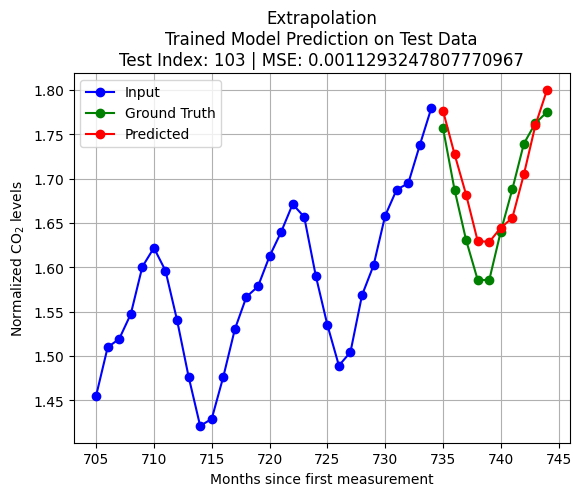 Extrapolation
Trained Model Prediction on Test Data
Test Index: 103 | MSE: 0.0011293247807770967
Input
Ground Truth
Predicted
1.80
1.75
1.70
1.65
1.60
1.55
1.50
1.45
Normalized CO₂ levels
705 710 715 720 725 730 735 740 745
Months since first measurement